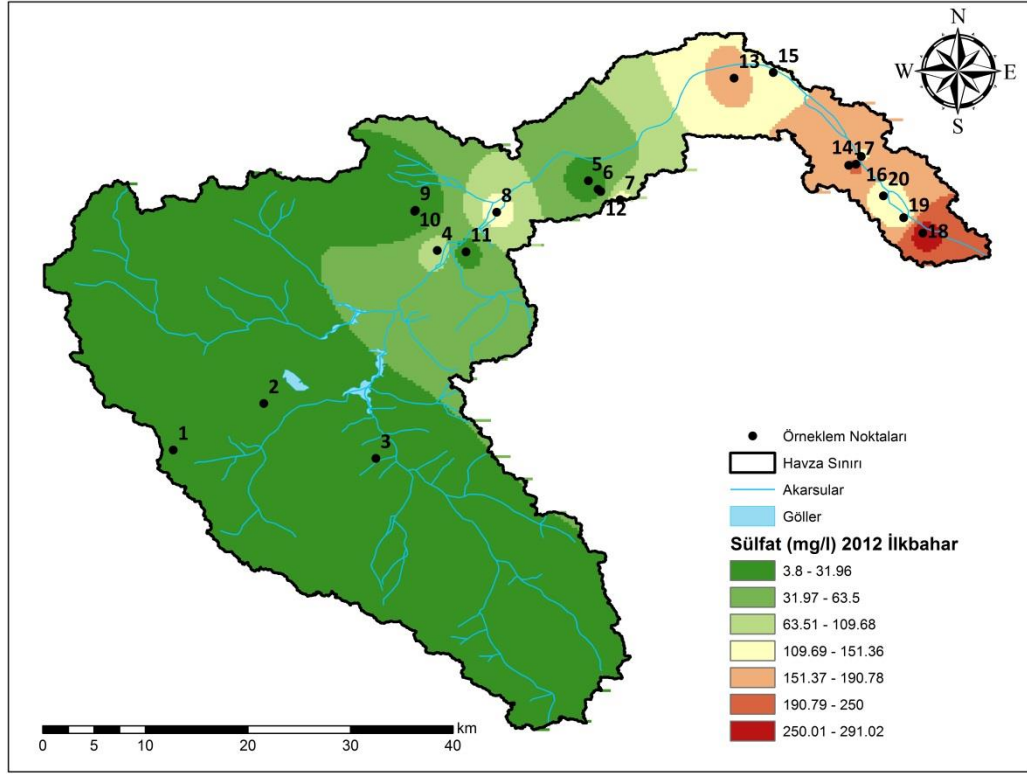 N
W
E
S
13
15
14
17
16
20
19
18
5
6
7
12
9
10
8
4
11
2
1
3
Örneklem Noktaları
Havza Sınırı
Akarsular
Göller
Sülfat (mg/l) 2012 İlkbahar
3.8 - 31.96
31.97 - 63.5
63.51 - 109.68
109.69 - 151.36
151.37 - 190.78
190.79 - 250
250.01 - 291.02
km
0 5 10 20 30 40